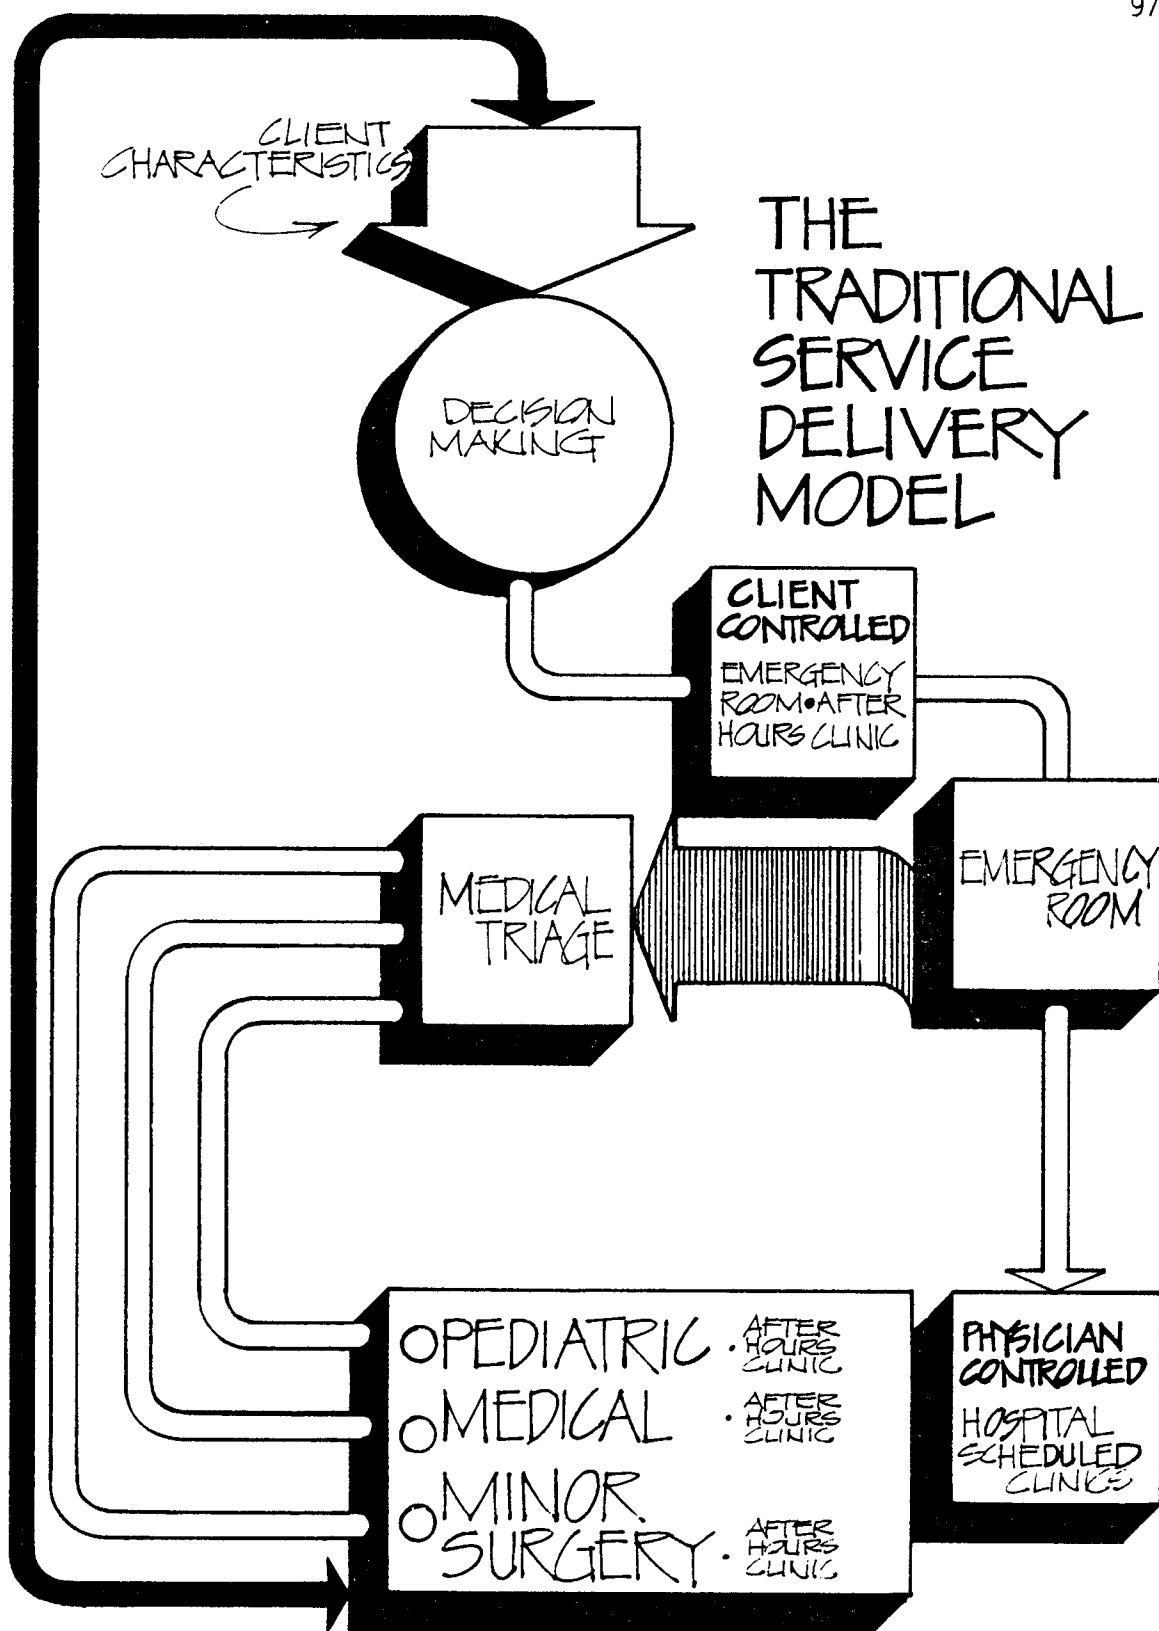 97
CLIENT
CHARACTERISTICS
THE
TRADITIONAL
SERVICE
DELIVERY
MODEL
DECISION
MAKING
CLIENT
CONTROLLED
EMERGENCY
ROOM•AFTER
HOURS CLINIC
MEDICAL
TRIAGE
EMERGENCY
ROOM
PEDIATRIC • AFTER
HOURS
CLINIC
MEDICAL • AFTER
HOURS
CLINIC
MINOR
SURGERY • AFTER
HOURS
CLINIC
PHYSICIAN
CONTROLLED
HOSPITAL
SCHEDULED
CLINICS